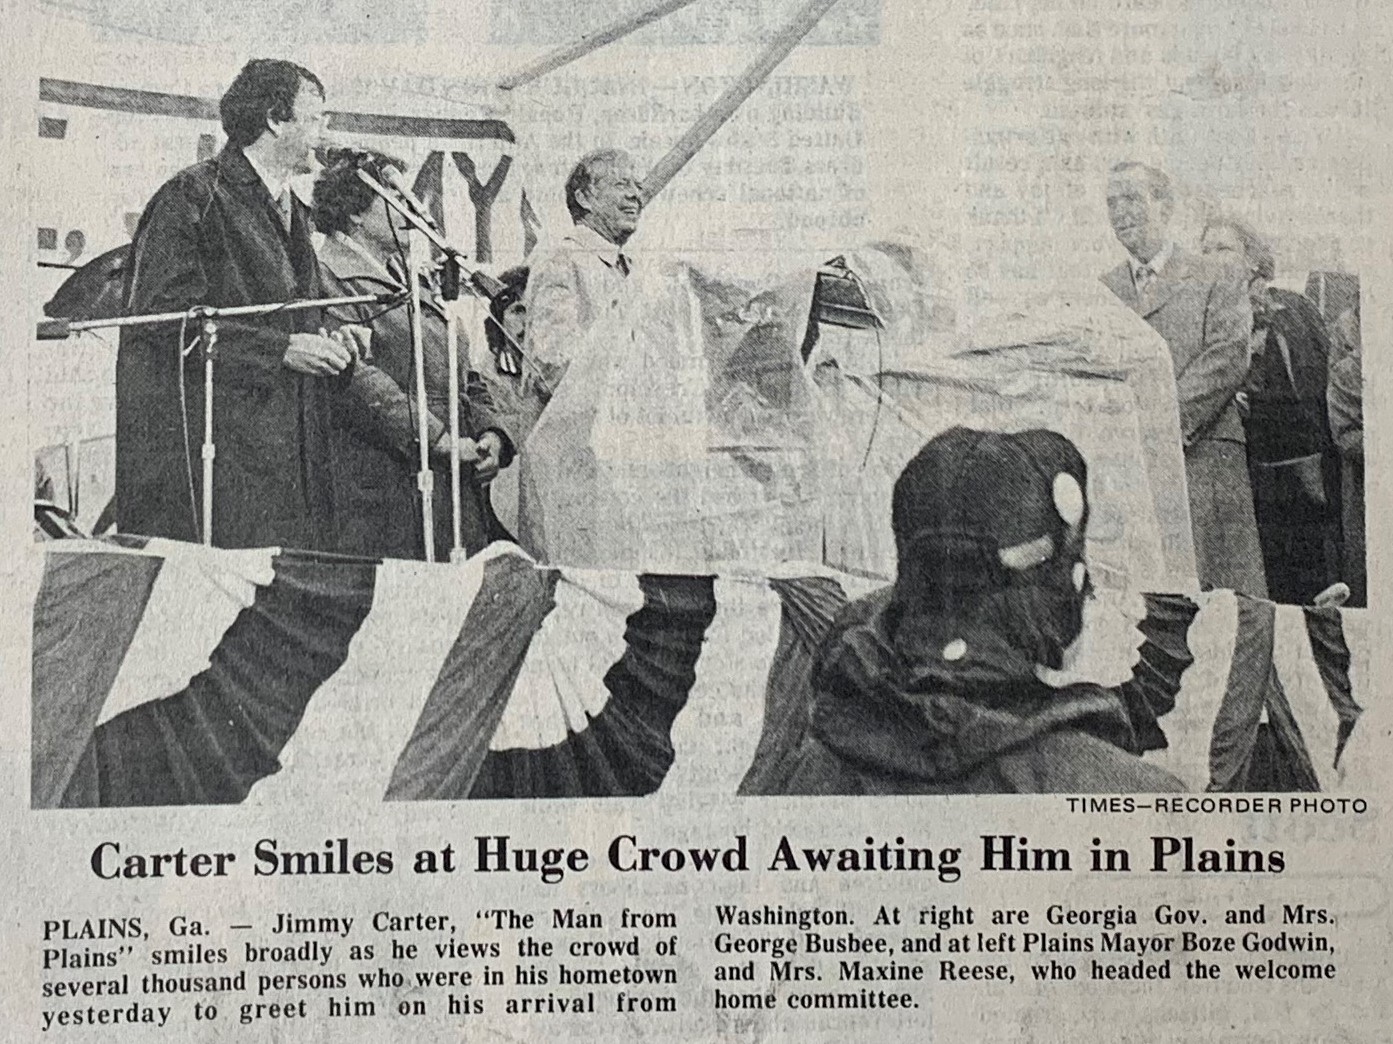 TIMES—RECORDER PHOTO
Carter Smiles at Huge Crowd Awaiting Him in Plains
PLAINS, Ga. — Jimmy Carter, “The Man from
Plains” smiles broadly as he views the crowd of
several thousand persons who were in his hometown
yesterday to greet him on his arrival from
Washington. At right are Georgia Gov. and Mrs.
George Busbee, and at left Plains Mayor Boze Godwin,
and Mrs. Maxine Reese, who headed the welcome
home committee.